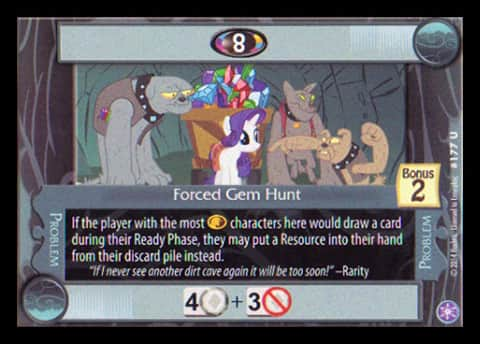 8
Forced Gem Hunt
Bonus
2
PROBLEM
If the player with the most characters here would draw a card
during their Ready Phase, they may put a Resource into their hand
from their discard pile instead.
"If I never see another dirt cave again it will be too soon!" –Rarity
PROBLEM
4 + 3
#177 U